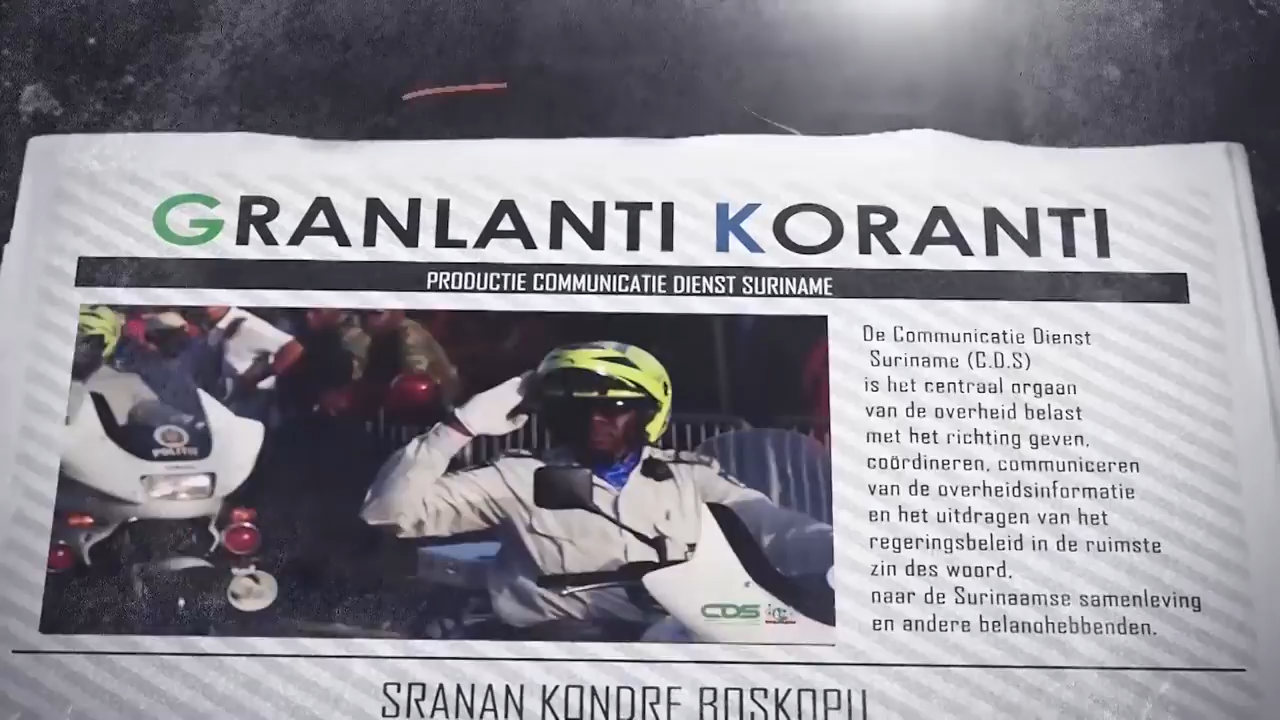 GRANLANTI KORANTI
PRODUCTIE COMMUNICATIE DIENST SURINAME
POLITIE
CDS
De Communicatie Dienst
Suriname (C.D.S)
is het centraal orgaan
van de overheid belast
met het richting geven,
coördineren, communiceren
van de overheidsinformatie
en het uitdragen van het
regeringsbeleid in de ruimste
zin des woord,
naar de Surinaamse samenleving
en andere belanghebbenden.
SRANAN KONDRE BOSKOPU